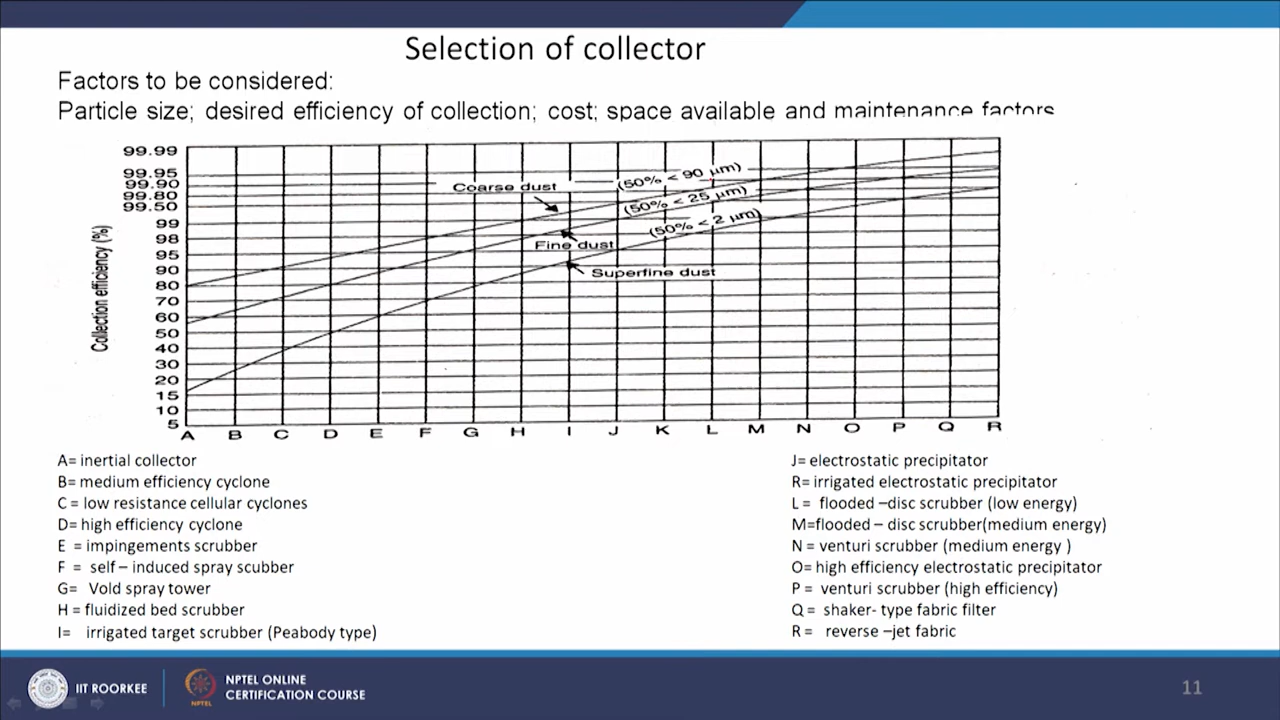 Selection of collector
Factors to be considered:
Particle size; desired efficiency of collection; cost; space available and maintenance factors
99.99
99.95
99.90
99.80
99.50
99
98
95
90
80
70
60
50
40
30
20
15
10
5
Collection efficiency (%)
Coarse dust
(50% < 90 μm)
(50% < 25 μm)
(50% < 2 μm)
Fine dust
Superfine dust
A B C D E F G H I J K L M N O P Q R
A= inertial collector
B= medium efficiency cyclone
C = low resistance cellular cyclones
D= high efficiency cyclone
E = impingements scrubber
F = self – induced spray scubber
G= Vold spray tower
H = fluidized bed scrubber
I= irrigated target scrubber (Peabody type)
J= electrostatic precipitator
R= irrigated electrostatic precipitator
L = flooded –disc scrubber (low energy)
M=flooded – disc scrubber(medium energy)
N = venturi scrubber (medium energy )
O= high efficiency electrostatic precipitator
P = venturi scrubber (high efficiency)
Q = shaker- type fabric filter
R = reverse –jet fabric
IIT ROORKEE
NPTEL
NPTEL ONLINE
CERTIFICATION COURSE
11